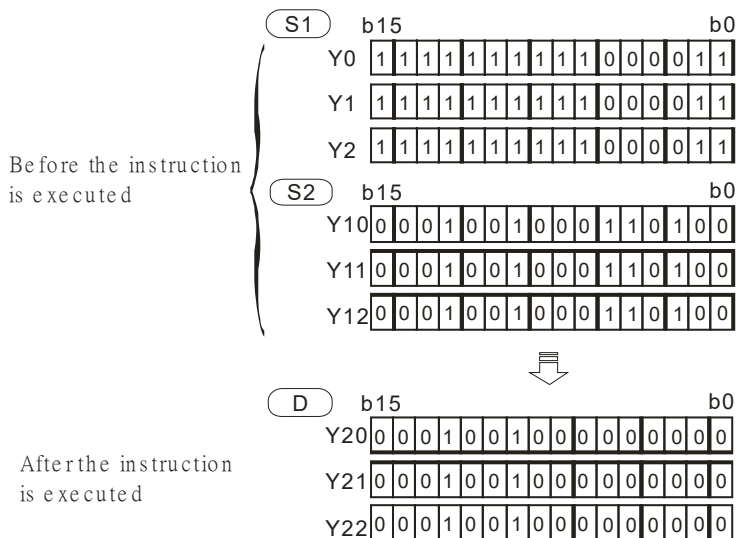 S1 b15 b0
Y0 1 1 1 1 1 1 1 1 1 1 0 0 0 0 1 1
Y1 1 1 1 1 1 1 1 1 1 1 0 0 0 0 1 1
Y2 1 1 1 1 1 1 1 1 1 1 0 0 0 0 1 1
Before the instruction
is executed
S2 b15 b0
Y10 0 0 0 1 0 0 1 0 0 0 1 1 0 1 0 0
Y11 0 0 0 1 0 0 1 0 0 0 1 1 0 1 0 0
Y12 0 0 0 1 0 0 1 0 0 0 1 1 0 1 0 0
D b15 b0
Y20 0 0 0 1 0 0 1 0 0 0 0 0 0 0 0 0
After the instruction
is executed
Y21 0 0 0 1 0 0 1 0 0 0 0 0 0 0 0 0
Y22 0 0 0 1 0 0 1 0 0 0 0 0 0 0 0 0